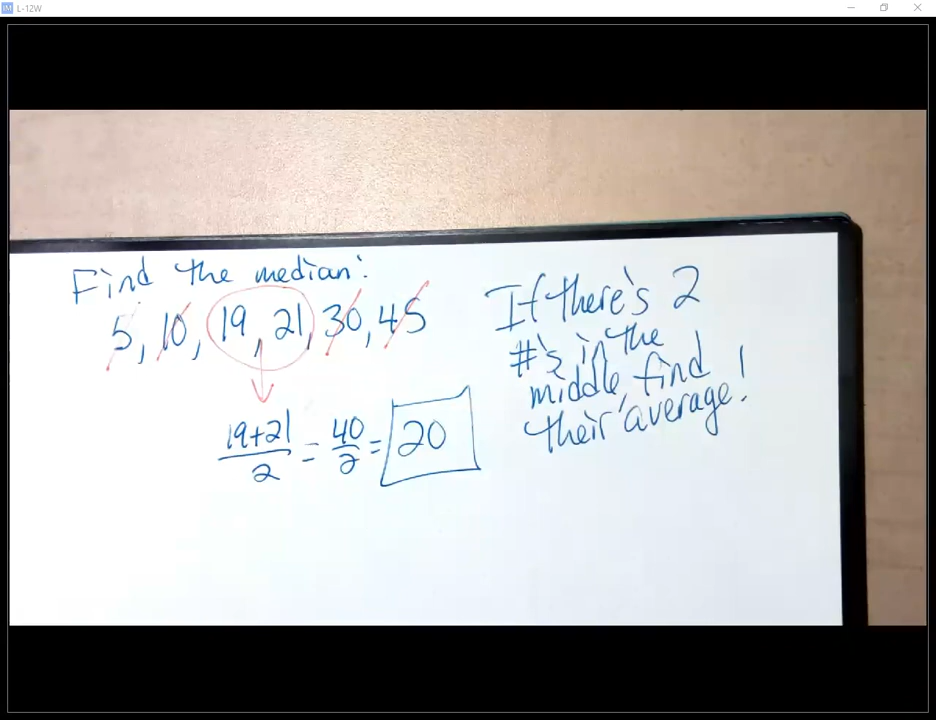 L-12W
Find the median:
5, 10, 19, 21, 30, 45
19+21/2 = 40/2 = 20
If there's 2
#'s in the
middle, find
their average!